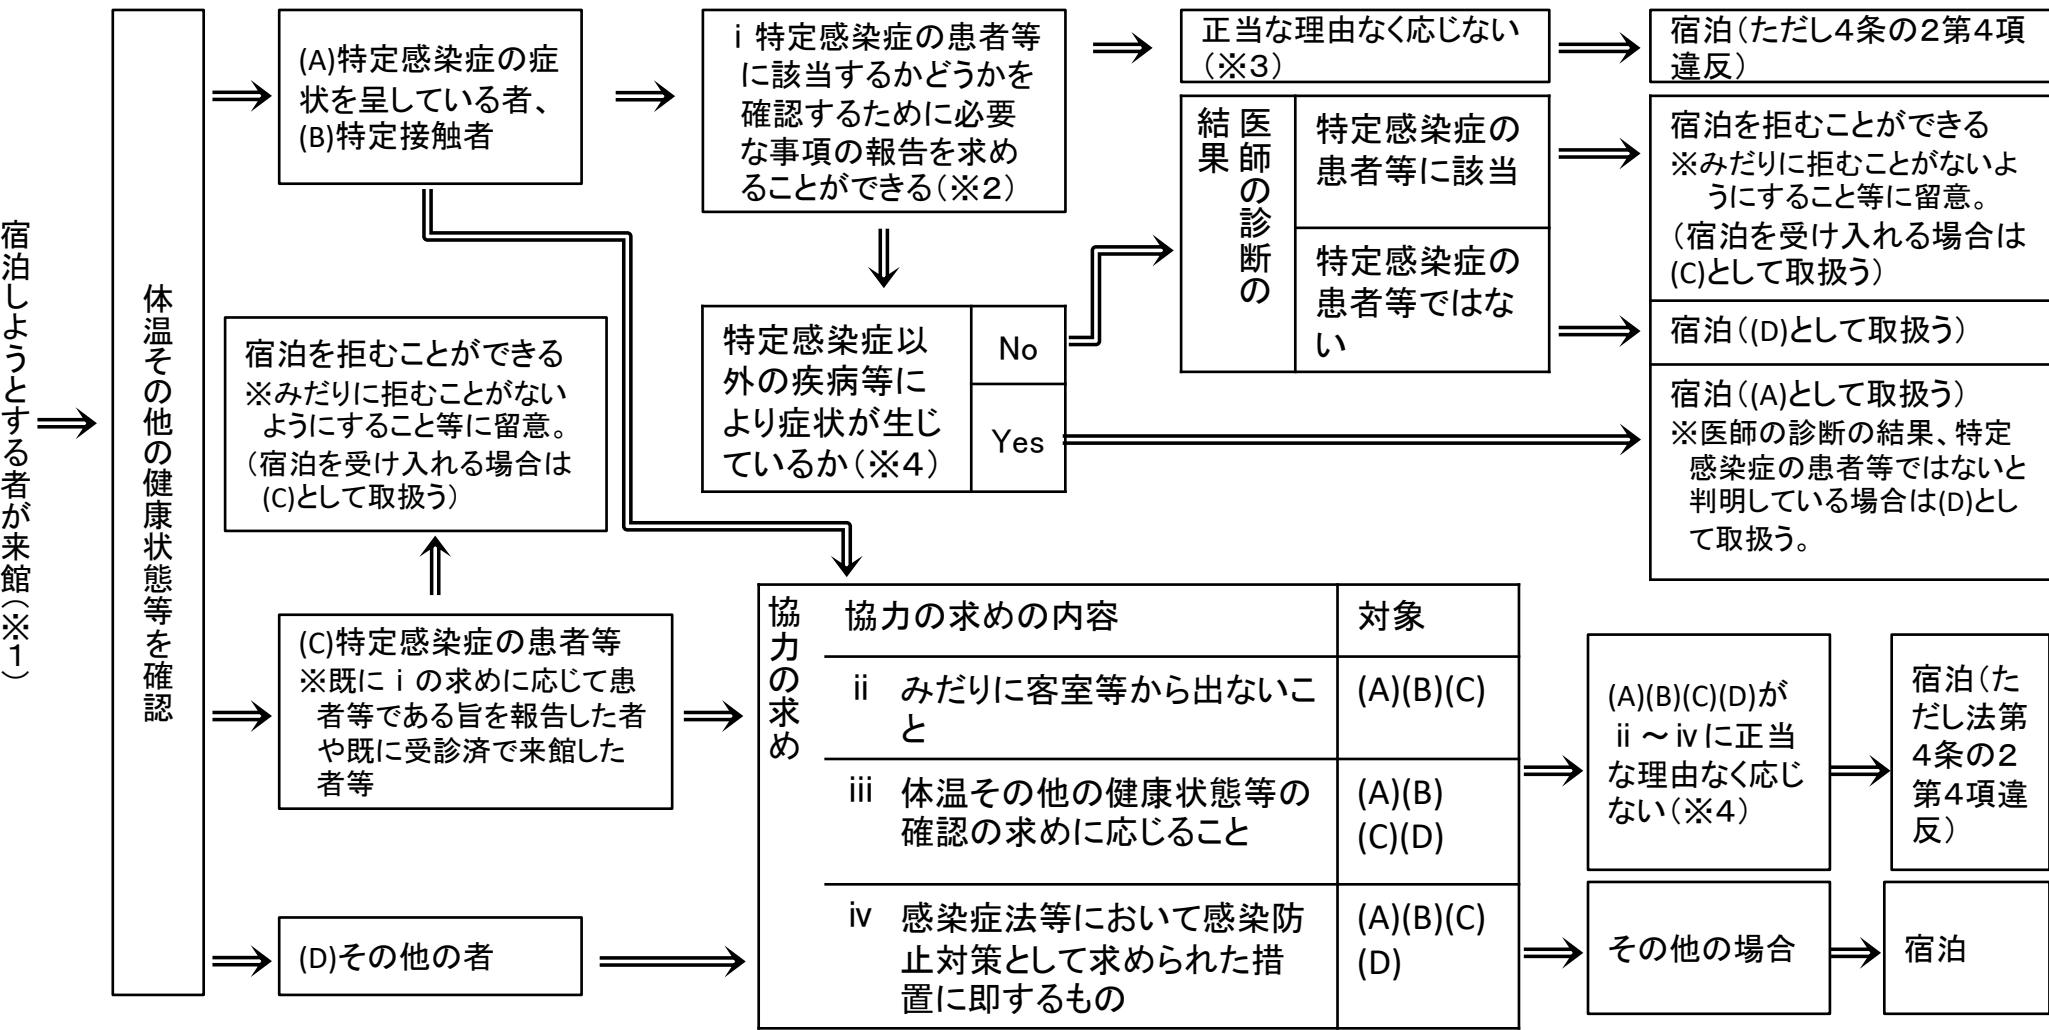 宿泊しようとする者が来館（※１）
体温その他の健康状態等を確認
(A)特定感染症の症
状を呈している者、
(B)特定接触者
ⅰ 特定感染症の患者等
に該当するかどうかを
確認するために必要
な事項の報告を求め
ることができる（※２）
正当な理由なく応じない
（※３）
宿泊（ただし４条の２第４項
違反）
医師の診断の
結果
特定感染症の
患者等に該当
宿泊を拒むことができる
※みだりに拒むことがないよ
うにすること等に留意。
（宿泊を受け入れる場合は
(C)として取扱う）
特定感染症の
患者等ではな
い
宿泊（(D)として取扱う）
特定感染症以
外の疾病等に
より症状が生じ
ているか（※４）
No
Yes
宿泊（(A)として取扱う）
※医師の診断の結果、特定
感染症の患者等ではないと
判明している場合は(D)とし
て取扱う。
宿泊を拒むことができる
※みだりに拒むことがない
ようにすること等に留意。
（宿泊を受け入れる場合は
(C)として取扱う）
(C)特定感染症の患者等
※既にⅰの求めに応じて患
者等である旨を報告した者
や既に受診済で来館した
者等
(D)その他の者
協力の求め
協力の求めの内容
対象
ⅱ みだりに客室等から出ないこ
と
(A)(B)(C)
ⅲ 体温その他の健康状態等の
確認の求めに応じること
(A)(B)
(C)(D)
ⅳ 感染症法等において感染防
止対策として求められた措
置に即するもの
(A)(B)(C)
(D)
(A)(B)(C)(D)が
ⅱ～ⅳに正当
な理由なく応じ
ない（※４）
宿泊（た
だし法第
４条の２
第４項違
反）
その他の場合
宿泊